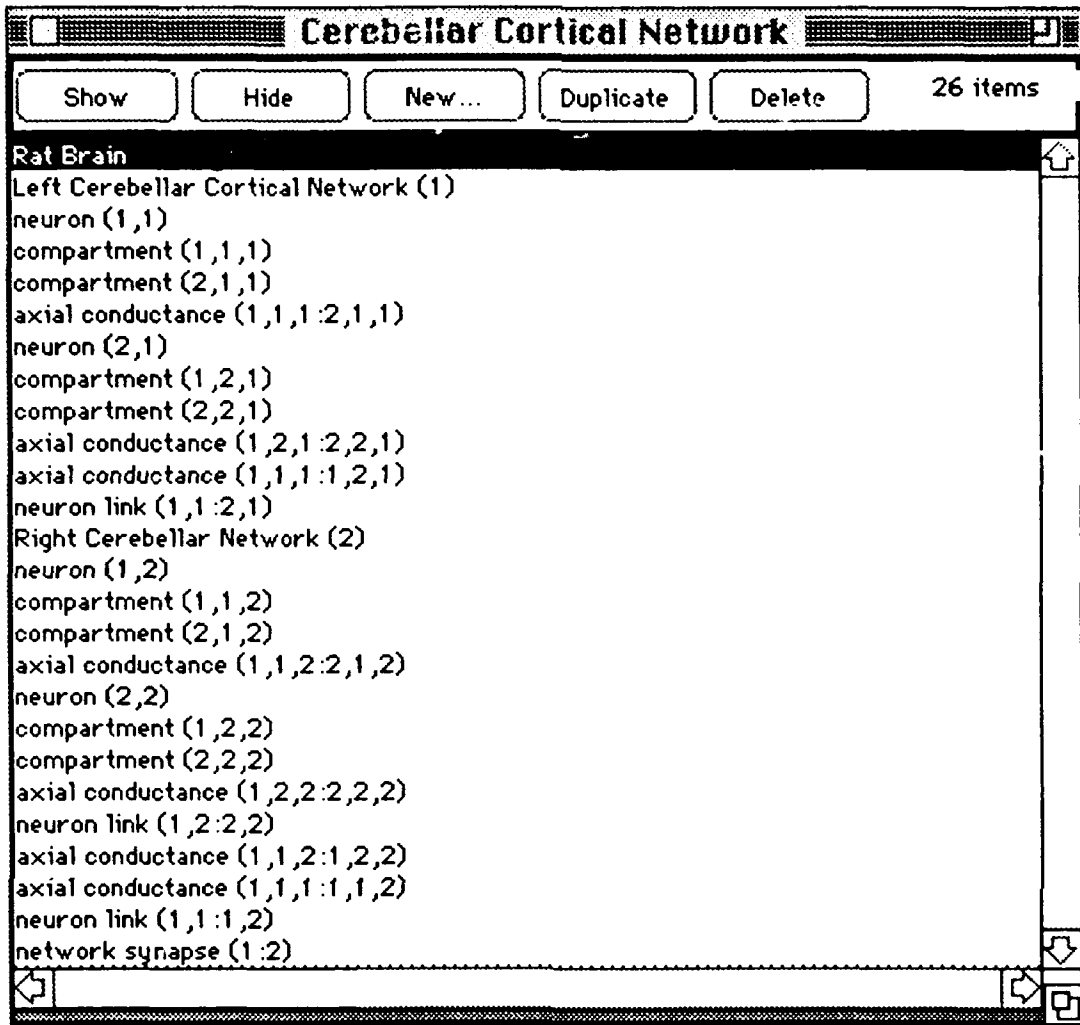 Cerebellar Cortical Network
Show Hide New... Duplicate Delete 26 items
Rat Brain
Left Cerebellar Cortical Network (1)
neuron (1,1)
compartment (1,1,1)
compartment (2,1,1)
axial conductance (1,1,1:2,1,1)
neuron (2,1)
compartment (1,2,1)
compartment (2,2,1)
axial conductance (1,2,1:2,2,1)
axial conductance (1,1,1:1,2,1)
neuron link (1,1:2,1)
Right Cerebellar Network (2)
neuron (1,2)
compartment (1,1,2)
compartment (2,1,2)
axial conductance (1,1,2:2,1,2)
neuron (2,2)
compartment (1,2,2)
compartment (2,2,2)
axial conductance (1,2,2:2,2,2)
neuron link (1,2:2,2)
axial conductance (1,1,2:1,2,2)
axial conductance (1,1,1:1,1,2)
neuron link (1,1:1,2)
network synapse (1:2)